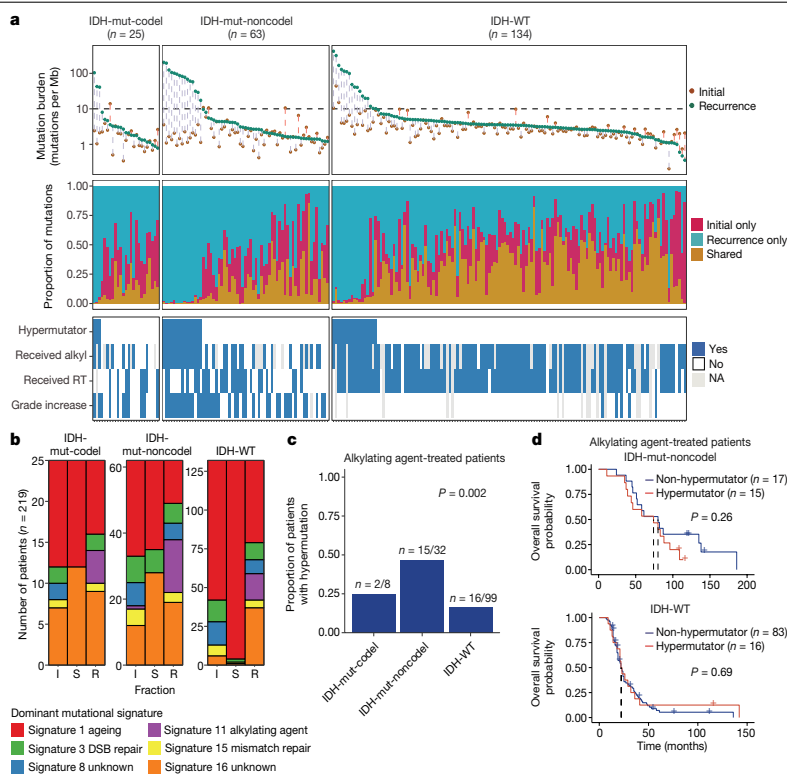 a
IDH-mut-codel
(n = 25)
IDH-mut-noncodel
(n = 63)
IDH-WT
(n = 134)
Mutation burden
(mutations per Mb)
100
10
1
Initial
Recurrence
Proportion of mutations
1.00
0.75
0.50
0.25
0.00
Initial only
Recurrence only
Shared
Hypermutator
Received alkyl
Received RT
Grade increase
Yes
No
NA
b
IDH-
mut-codel
IDH-
mut-noncodel
IDH-WT
Number of patients (n = 219)
25
20
15
10
5
0
60
40
20
0
125
100
75
50
25
0
I S R
I S R
I S R
Fraction
Dominant mutational signature
Signature 1 ageing
Signature 3 DSB repair
Signature 8 unknown
Signature 11 alkylating agent
Signature 15 mismatch repair
Signature 16 unknown
c
Alkylating agent-treated patients
Proportion of patients
with hypermutation
1.00
0.75
0.50
0.25
0.00
P = 0.002
n = 2/8
n = 15/32
n = 16/99
IDH-mut-codel
IDH-mut-noncodel
IDH-WT
d
Alkylating agent-treated patients
IDH-mut-noncodel
Overall survival
probability
1.00
0.75
0.50
0.25
0.00
Non-hypermutator (n = 17)
Hypermutator (n = 15)
P = 0.26
0 50 100 150 200
IDH-WT
Overall survival
probability
1.00
0.75
0.50
0.25
0.00
Non-hypermutator (n = 83)
Hypermutator (n = 16)
P = 0.69
0 50 100 150
Time (months)